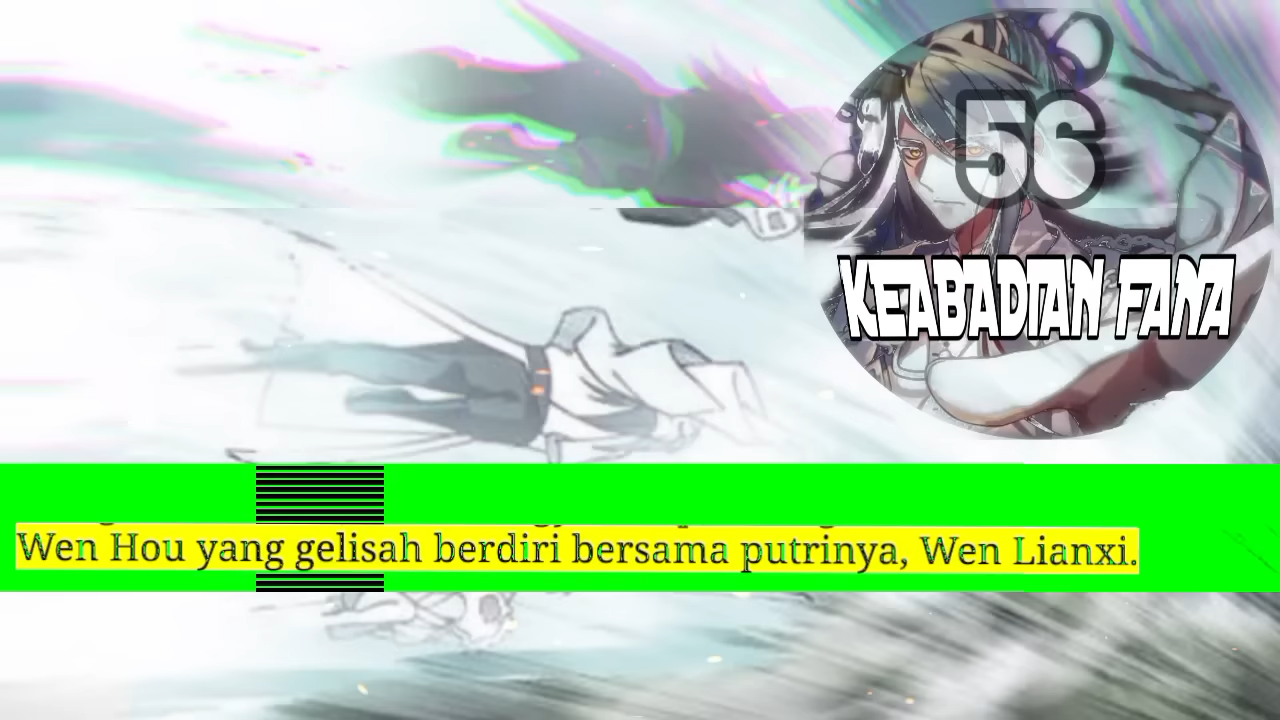 56
KEABADIAN FANA
Wen Hou yang gelisah berdiri bersama putrinya, Wen Lianxi.